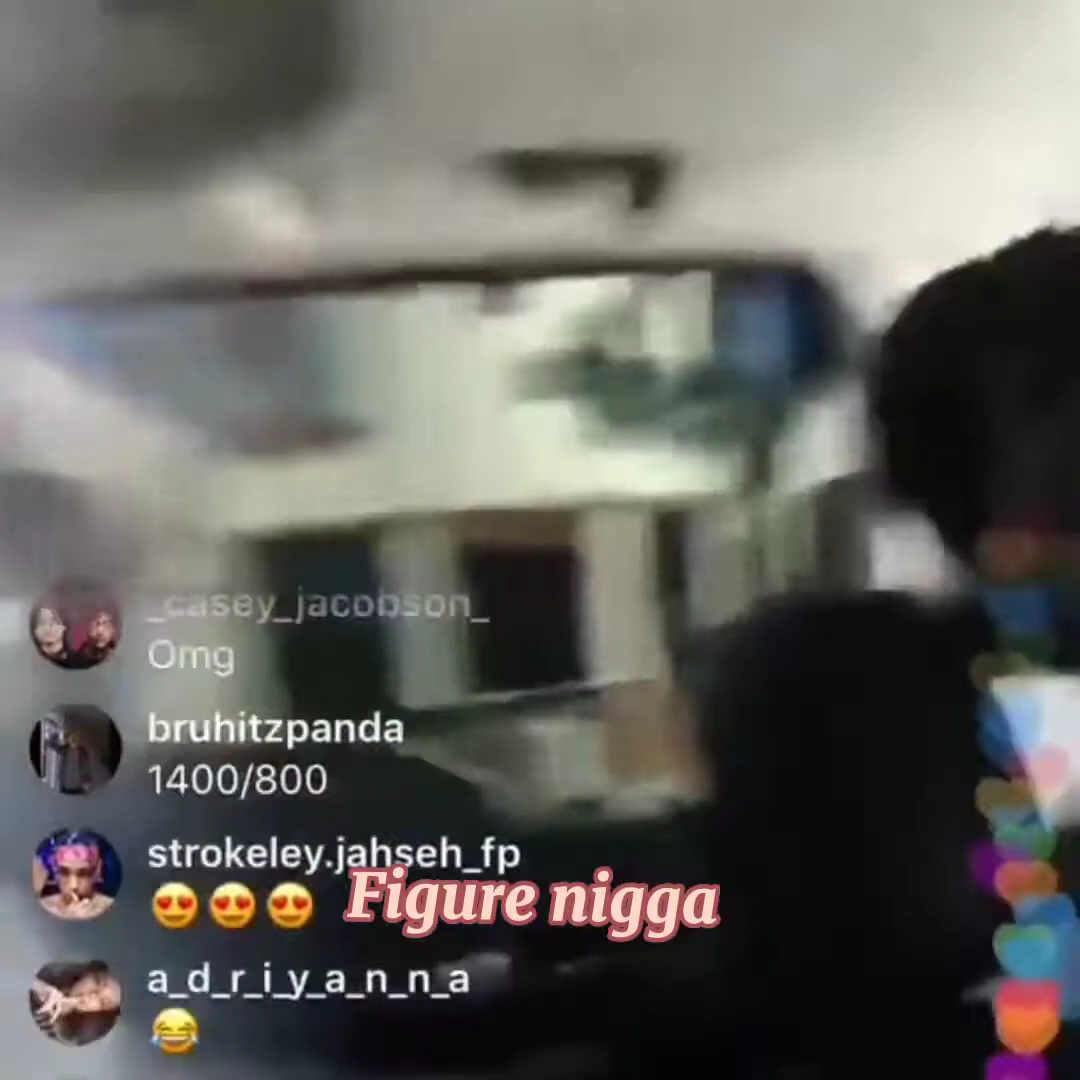 _casey_jacobson_
Omg
bruhitzpanda
1400/800
strokeley.jahseh_fp
😍😍😍
Figure nigga
a_d_r_i_y_a_n_n_a
😂